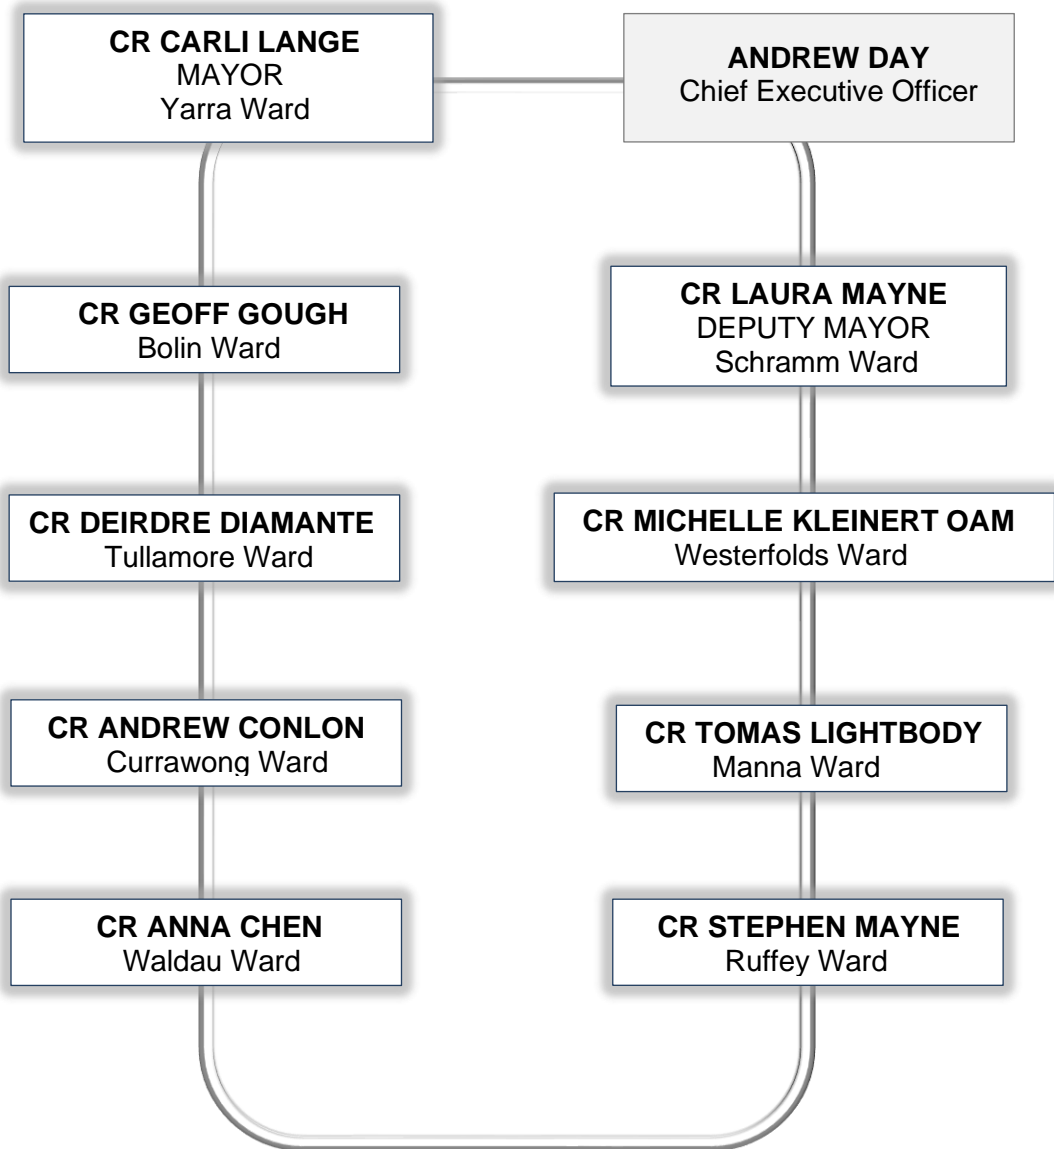 CR CARLI LANGE
MAYOR
Yarra Ward
ANDREW DAY
Chief Executive Officer
CR GEOFF GOUGH
Bolin Ward
CR LAURA MAYNE
DEPUTY MAYOR
Schramm Ward
CR DEIRDRE DIAMANTE
Tullamore Ward
CR MICHELLE KLEINERT OAM
Westerfolds Ward
CR ANDREW CONLON
Currawong Ward
CR TOMAS LIGHTBODY
Manna Ward
CR ANNA CHEN
Waldau Ward
CR STEPHEN MAYNE
Ruffey Ward